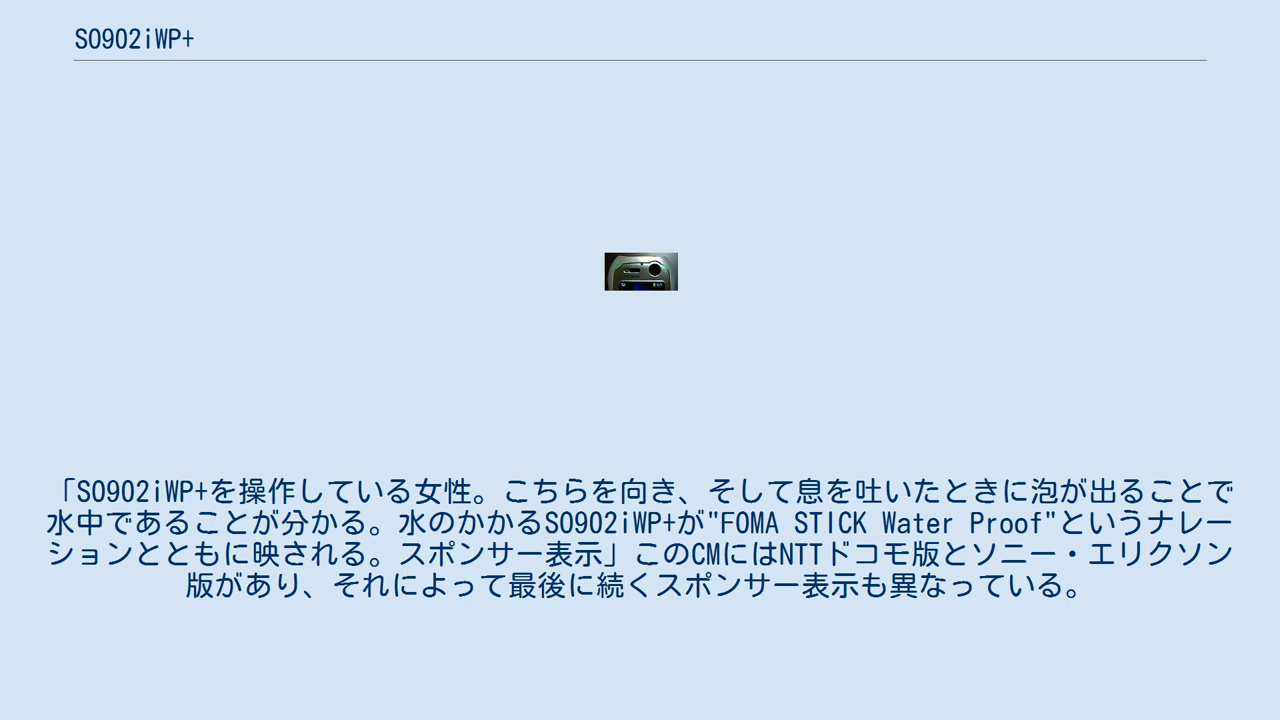 SO902iWP+
「SO902iWP+を操作している女性。こちらを向き、そして息を吐いたときに泡が出ることで
水中であることが分かる。水のかかるSO902iWP+が"FOMA STICK Water Proof"というナレー
ションとともに映される。スポンサー表示」このCMにはNTTドコモ版とソニー・エリクソン
版があり、それによって最後に続くスポンサー表示も異なっている。